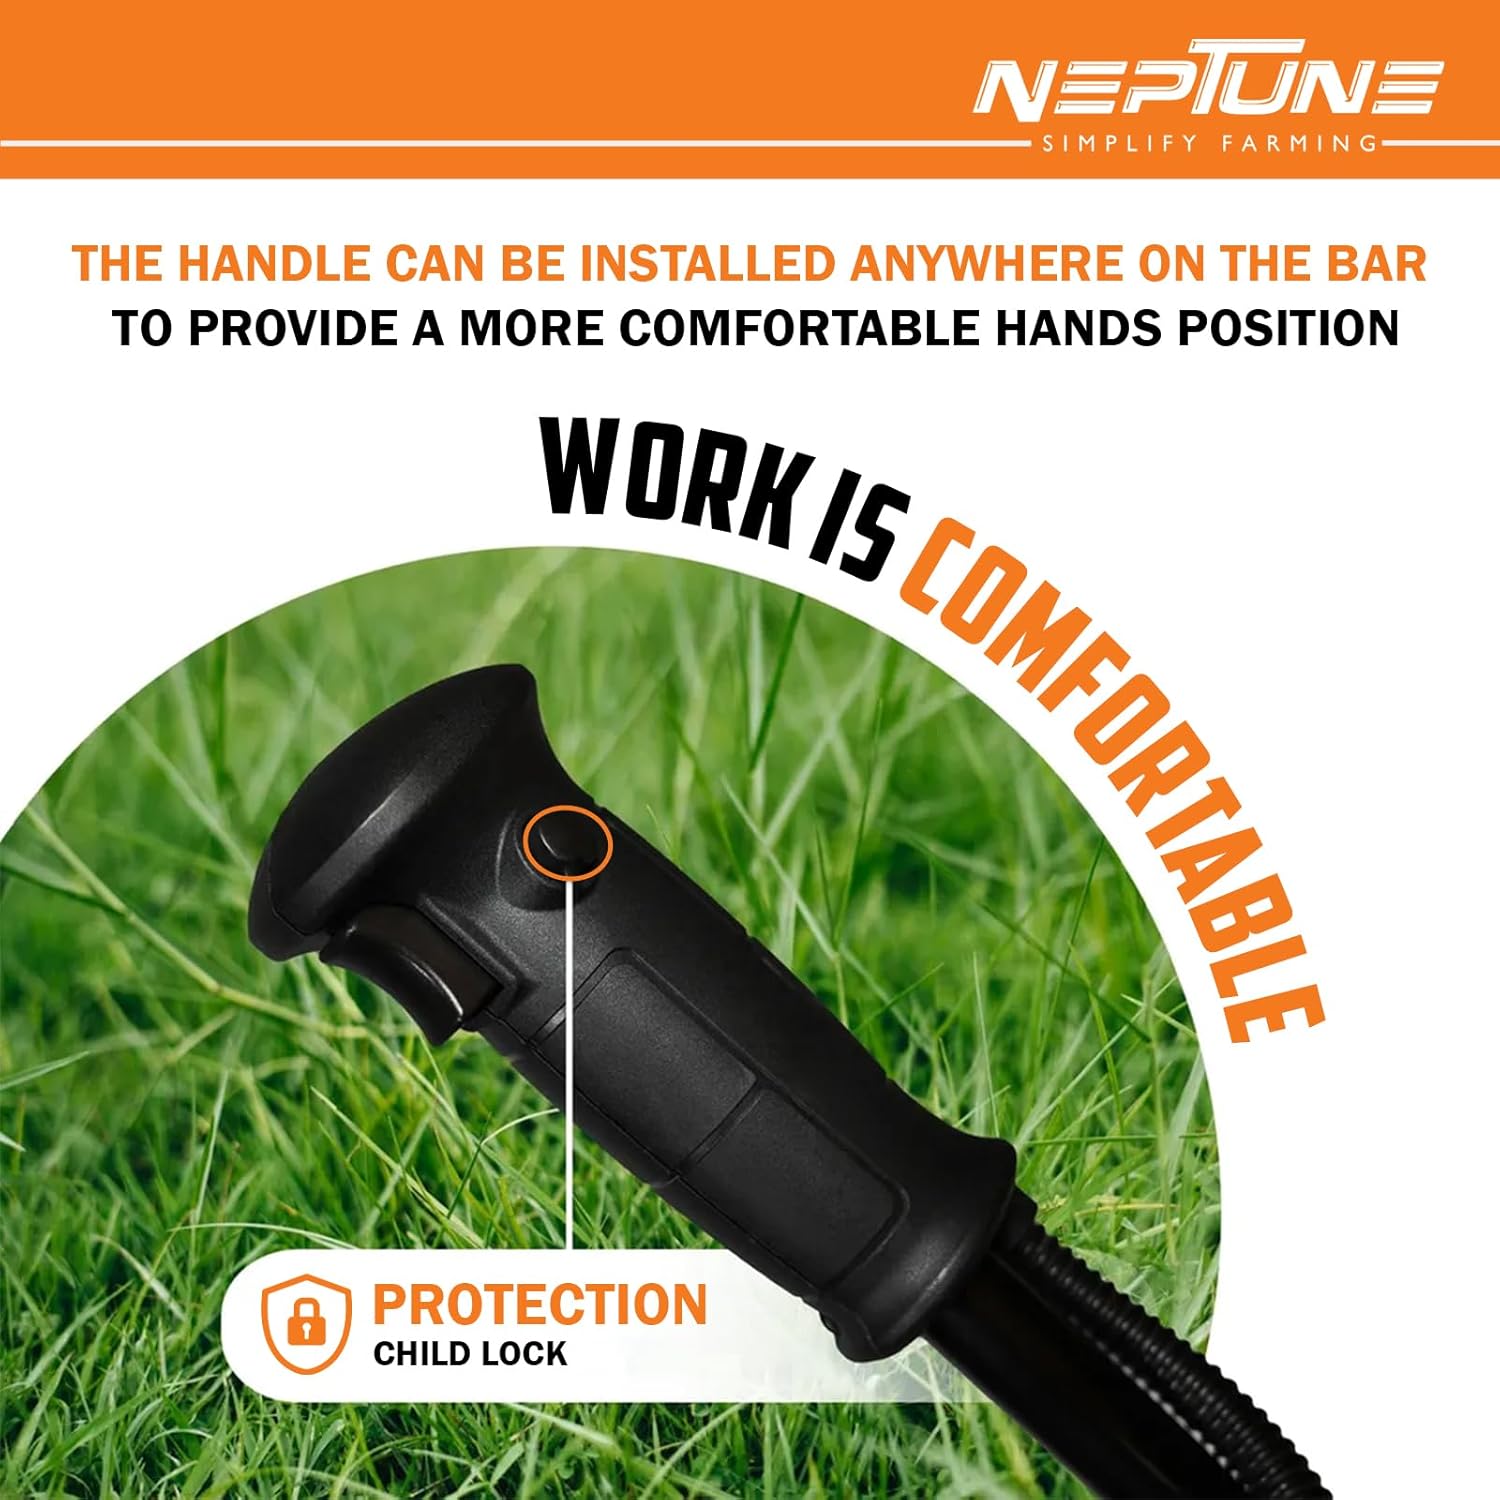 NEPTUNE
SIMPLIFY FARMING
THE HANDLE CAN BE INSTALLED ANYWHERE ON THE BAR
TO PROVIDE A MORE COMFORTABLE HANDS POSITION
WORK IS COMFORTABLE
PROTECTION
CHILD LOCK